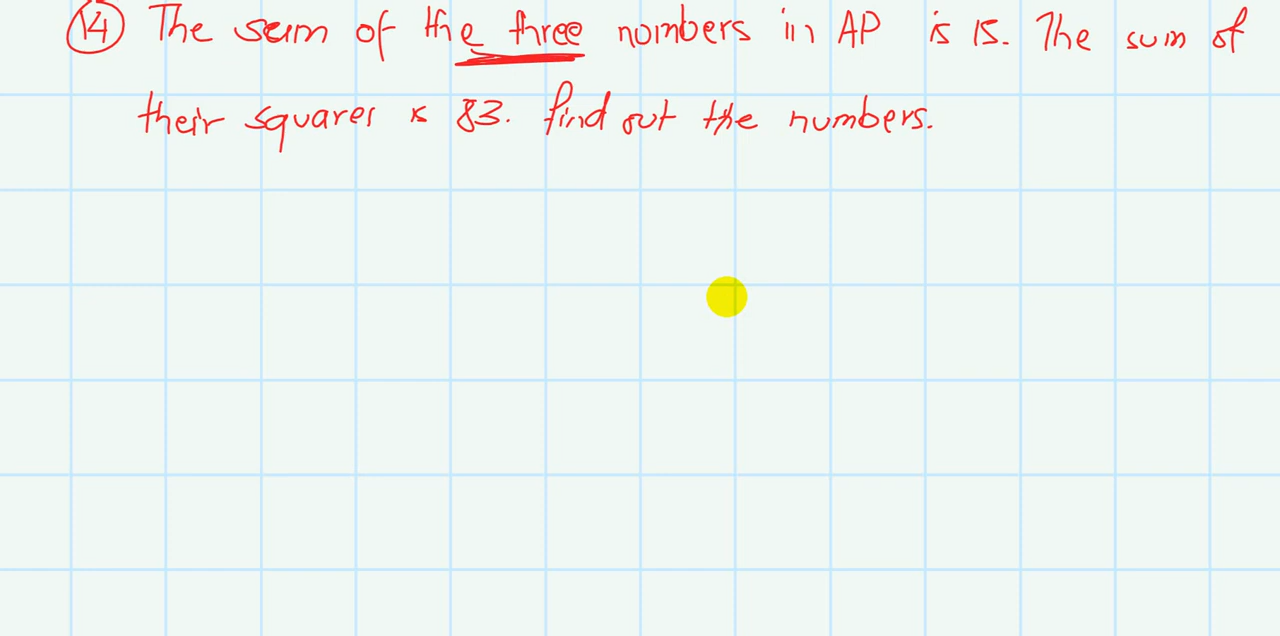 14 The sum of the three numbers in AP is 15. The sum of
their squares is 83. find out the numbers.